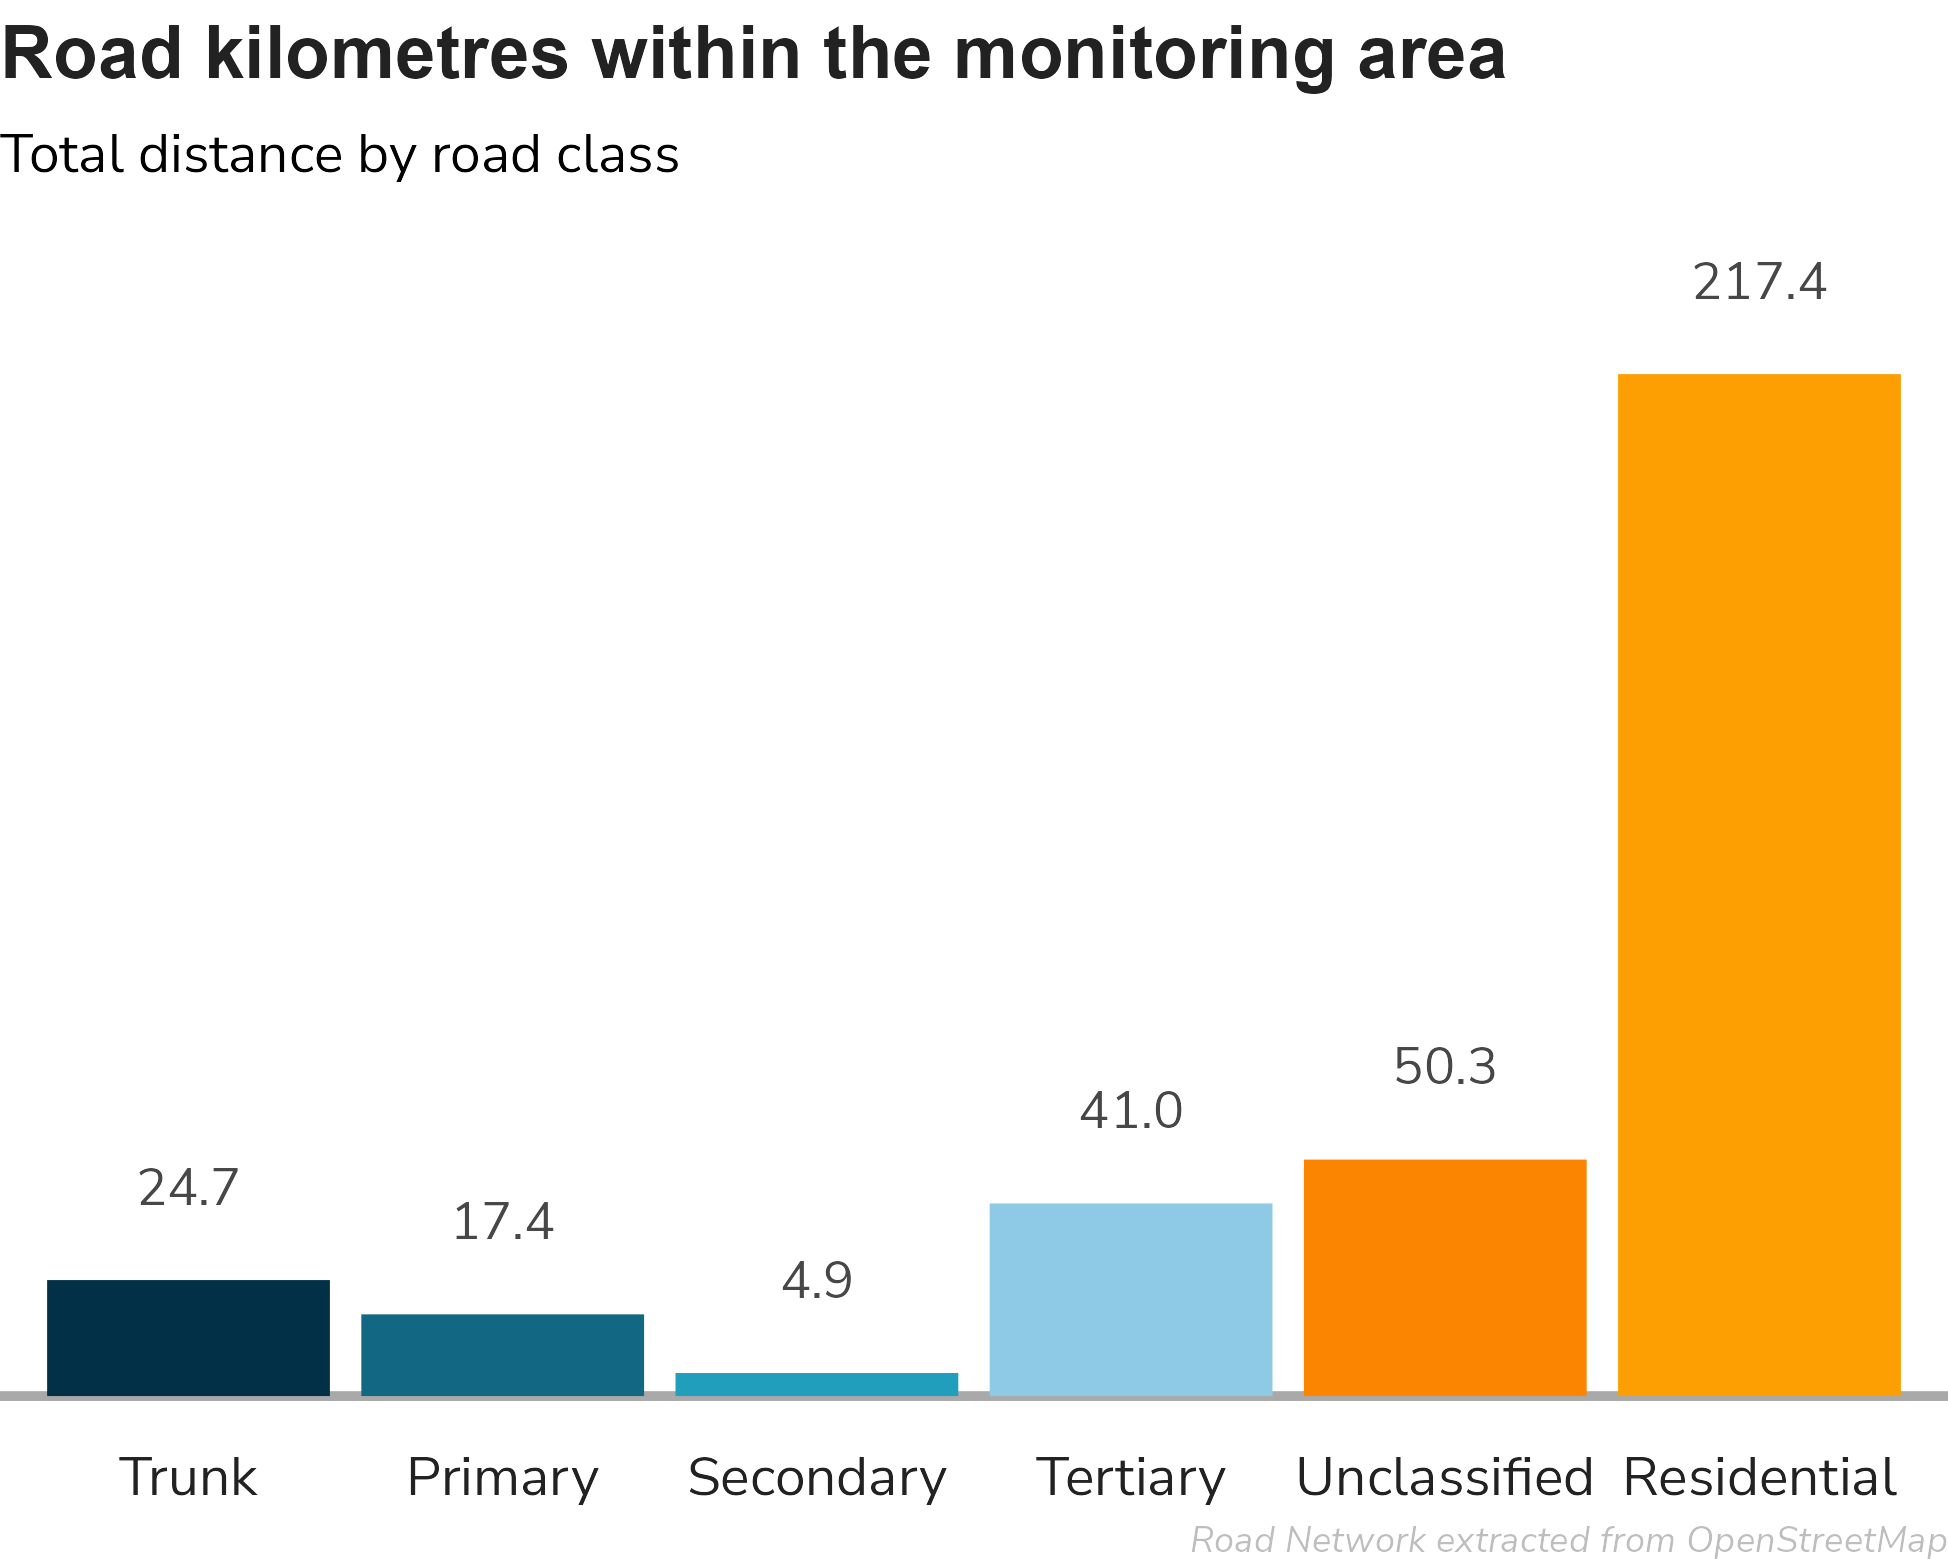 Road kilometres within the monitoring area
Total distance by road class
217.4
50.3
41.0
24.7
17.4
4.9
Trunk Primary Secondary Tertiary Unclassified Residential
Road Network extracted from OpenStreetMap